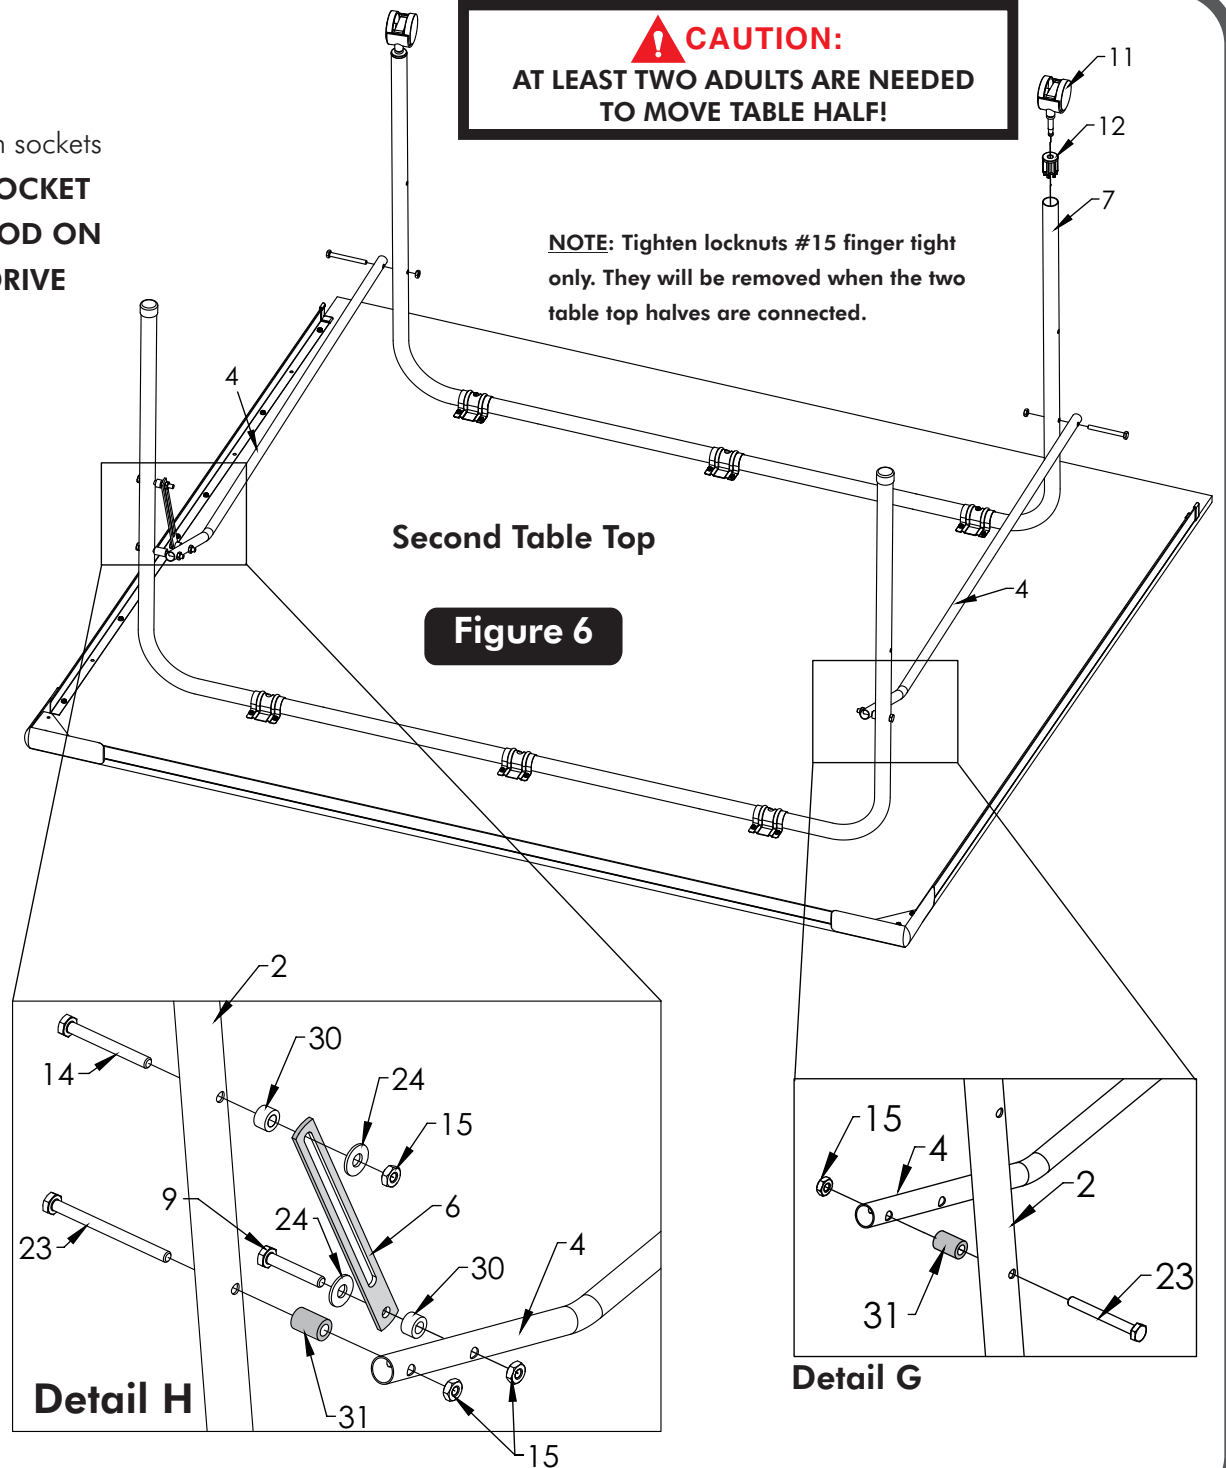 CAUTION:
AT LEAST TWO ADULTS ARE NEEDED
TO MOVE TABLE HALF!
sockets
ON
NOTE: Tighten locknuts #15 finger tight
only. They will be removed when the two
table top halves are connected.
11
12
7
4
Second Table Top
4
Figure 6
2
14
30
24
15
9
24
6
23
4
30
31
15
Detail H
15
4
2
31
23
Detail G